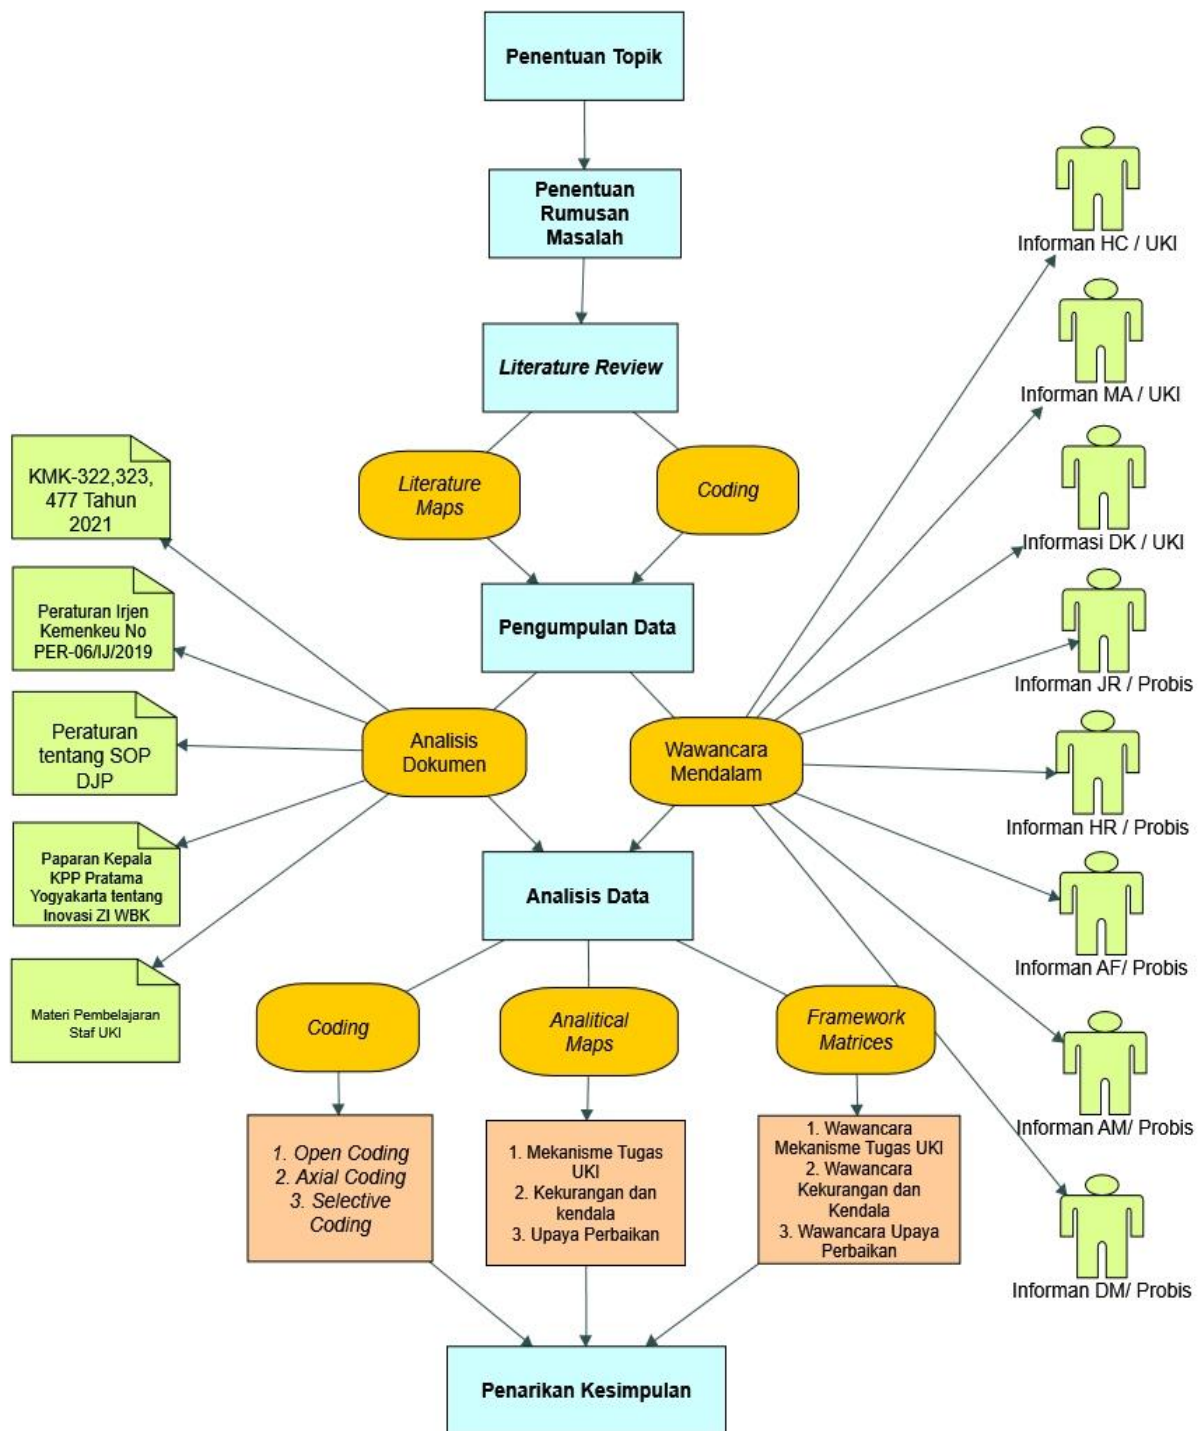 Penentuan Topik
Penentuan
Rumusan
Masalah
Literature Review
Literature
Maps
Coding
Pengumpulan Data
Analisis
Dokumen
Wawancara
Mendalam
KMK-322,323,
477 Tahun
2021
Peraturan Irjen
Kemenkeu No
PER-06/IJ/2019
Peraturan
tentang SOP
DJP
Paparan Kepala
KPP Pratama
Yogyakarta tentang
Inovasi ZI WBK
Materi Pembelajaran
Staf UKI
Informan HC / UKI
Informan MA / UKI
Informasi DK / UKI
Informan JR / Probis
Informan HR / Probis
Informan AF/ Probis
Informan AM/ Probis
Informan DM/ Probis
Analisis Data
Coding
Analitical
Maps
Framework
Matrices
1. Open Coding
2. Axial Coding
3. Selective
Coding
1. Mekanisme Tugas
UKI
2. Kekurangan dan
kendala
3. Upaya Perbaikan
1. Wawancara
Mekanisme Tugas UKI
2. Wawancara
Kekurangan dan
Kendala
3. Wawancara Upaya
Perbaikan
Penarikan Kesimpulan